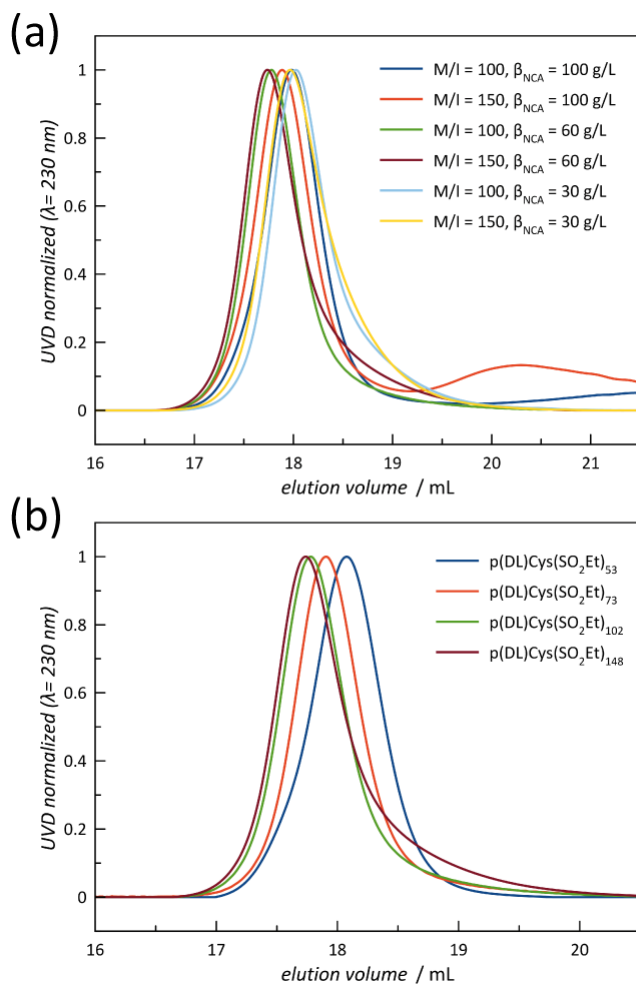 (a)
UVD normalized (λ= 230 nm)
1
0.8
0.6
0.4
0.2
0
M/I = 100, βNCA = 100 g/L
M/I = 150, βNCA = 100 g/L
M/I = 100, βNCA = 60 g/L
M/I = 150, βNCA = 60 g/L
M/I = 100, βNCA = 30 g/L
M/I = 150, βNCA = 30 g/L
16 17 18 19 20 21
elution volume / mL
(b)
UVD normalized (λ= 230 nm)
1
0.8
0.6
0.4
0.2
0
p(DL)Cys(SO₂Et)₅₃
p(DL)Cys(SO₂Et)₇₃
p(DL)Cys(SO₂Et)₁₀₂
p(DL)Cys(SO₂Et)₁₄₈
16 17 18 19 20
elution volume / mL